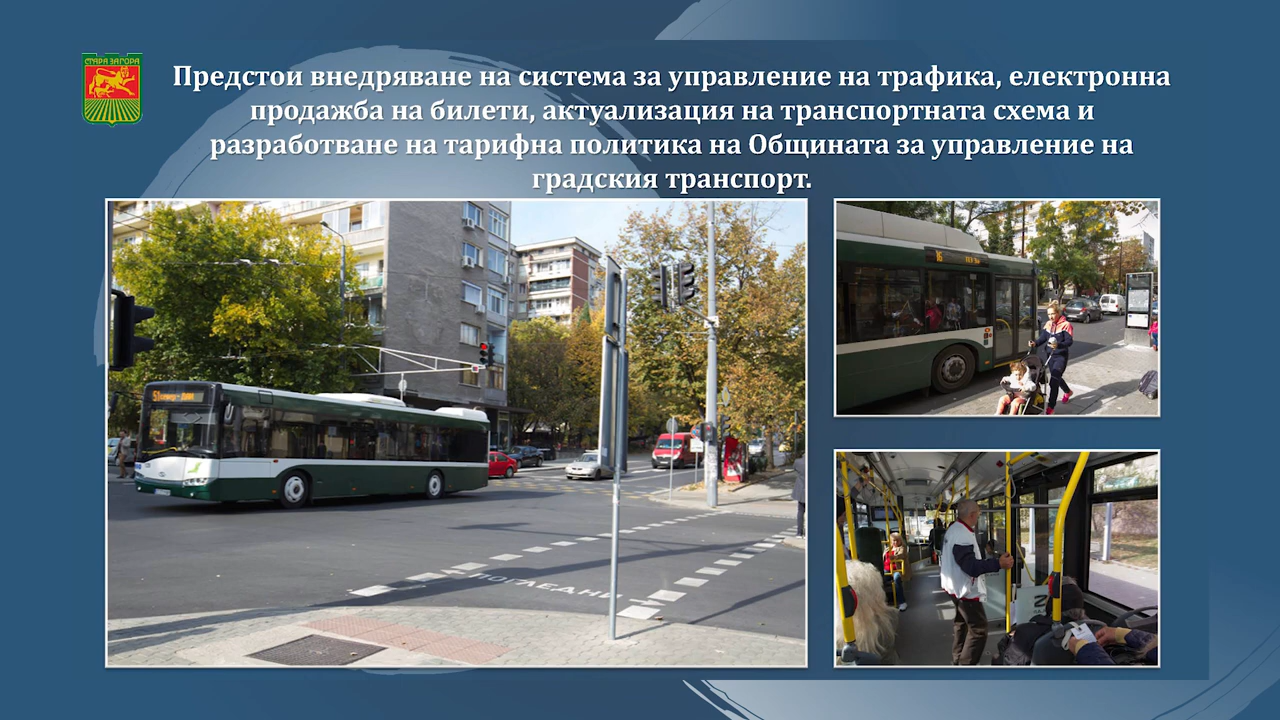 СТАРА ЗАГОРА
Предстои внедряване на система за управление на трафика, електронна
продажба на билети, актуализация на транспортната схема и
разработване на тарифна политика на Общината за управление на
градския транспорт.
ПОГЛЕДНИ